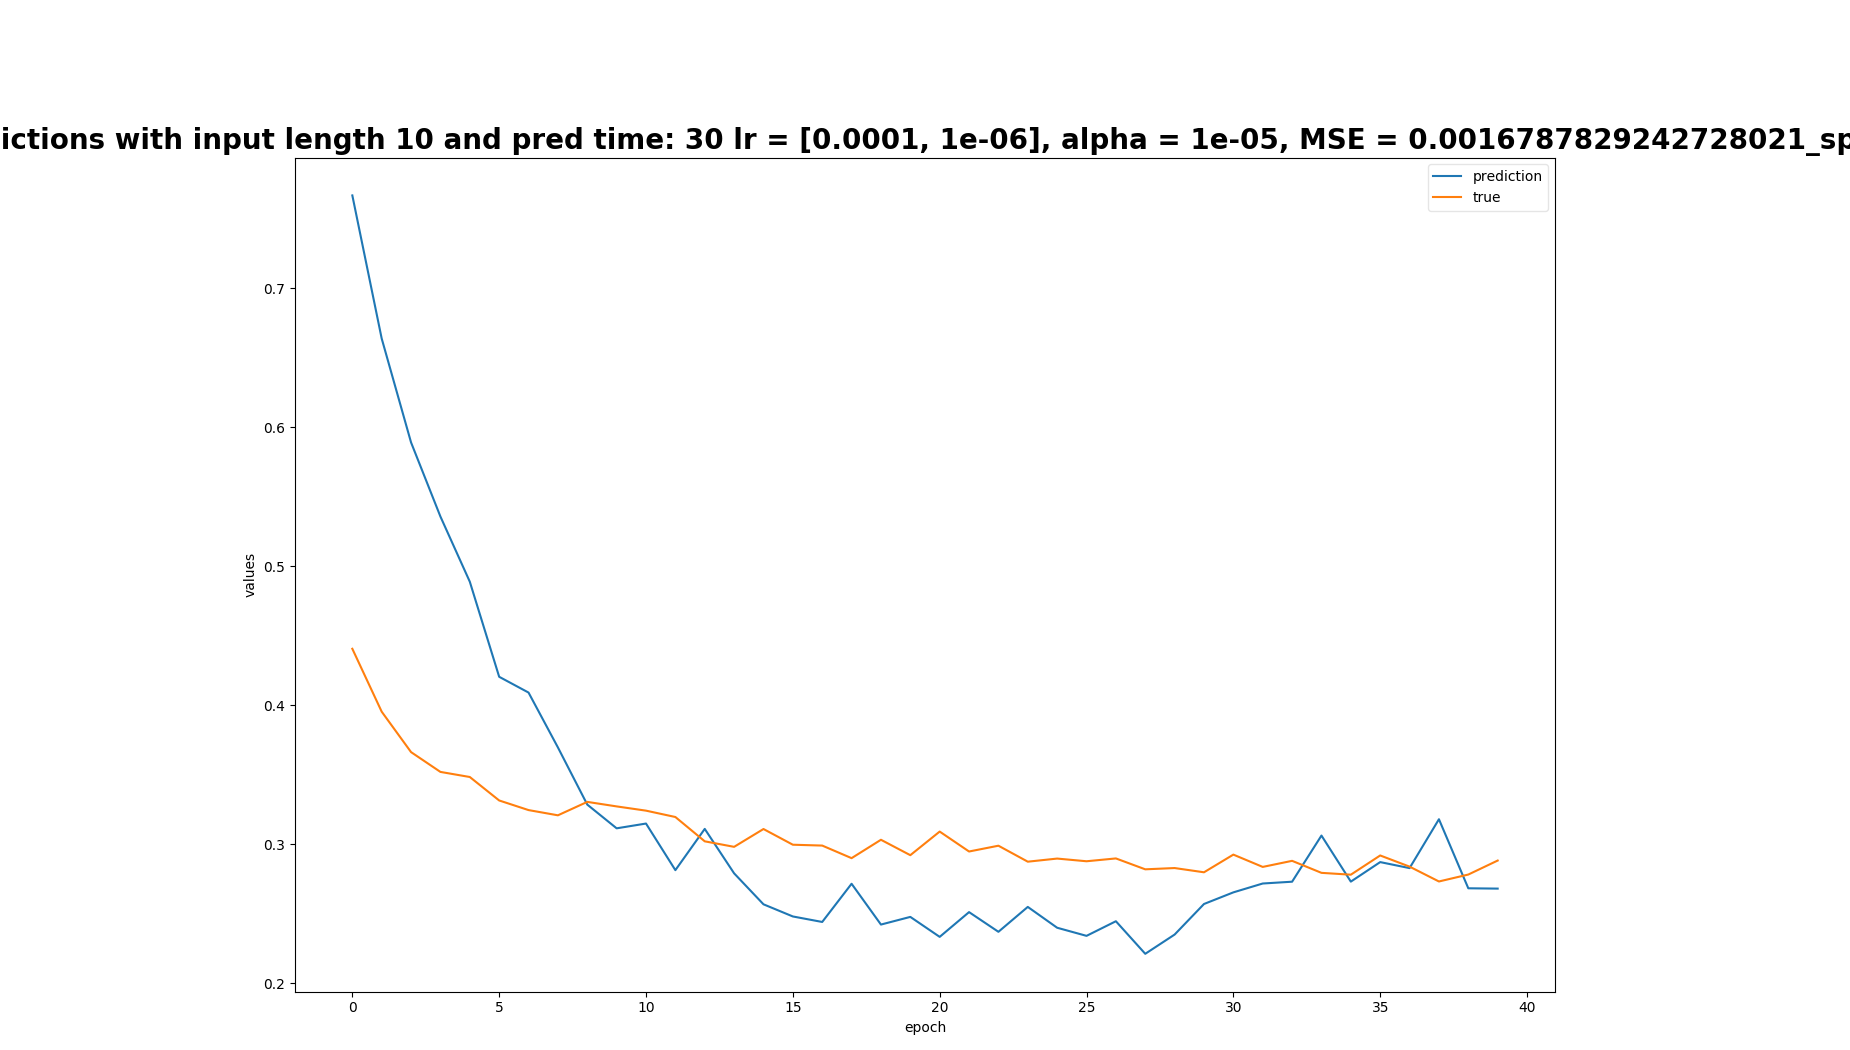 ictions with input length 10 and pred time: 30 lr = [0.0001, 1e-06], alpha = 1e-05, MSE = 0.0016787829242728021_sp
prediction
true
0.7
0.6
0.5
0.4
0.3
0.2
values
0 5 10 15 20 25 30 35 40
epoch